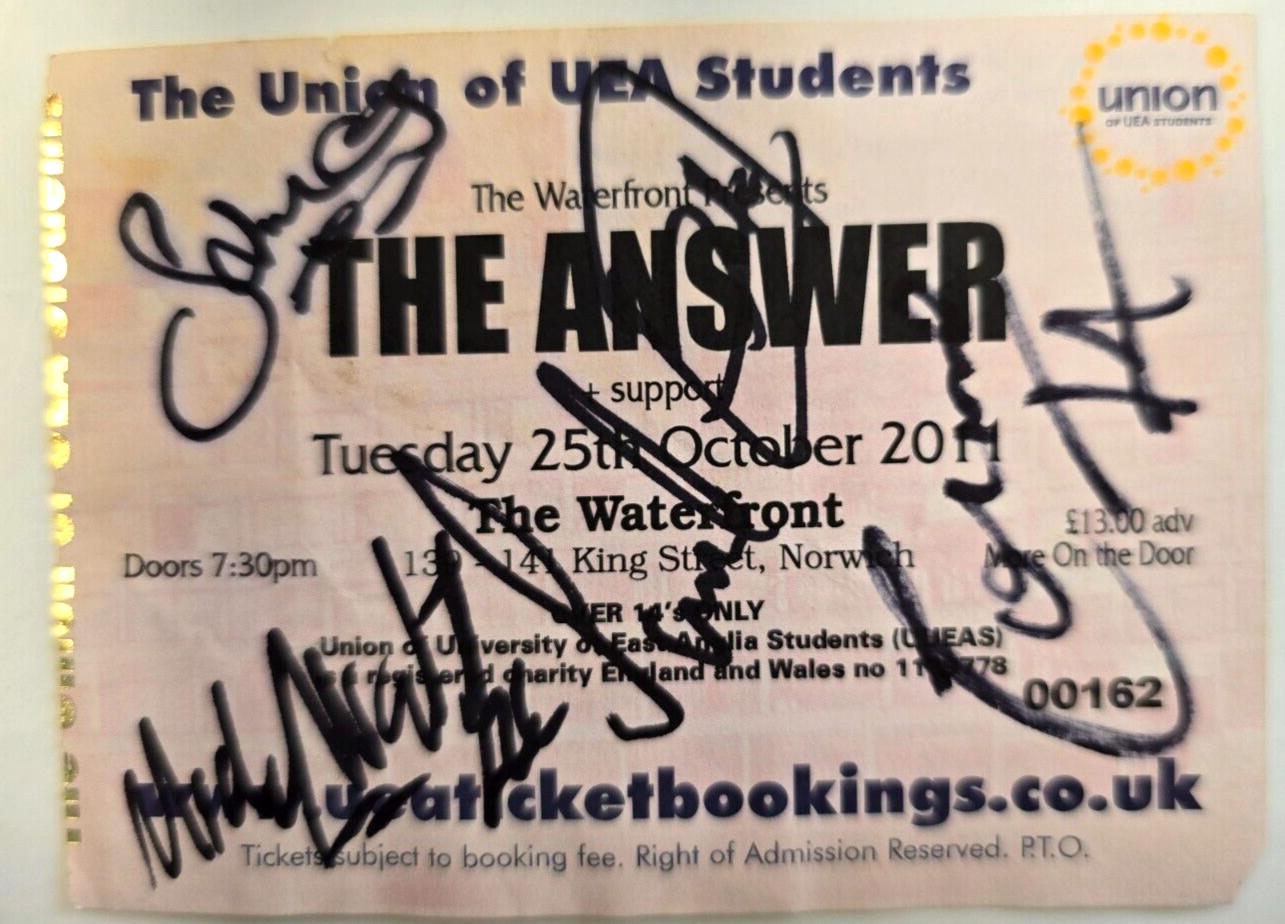 The Union of UEA Students
union
OF UEA STUDENTS
The Waterfront Presents
THE ANSWER
+ support
Tuesday 25th October 2011
The Waterfront
Doors 7:30pm
139 - 141 King Street, Norwich
£13.00 adv
More On the Door
OVER 14's ONLY
Union of University of East Anglia Students (UUEAS)
is a registered charity England and Wales no
00162
www.ueaticketbookings.co.uk
Tickets subject to booking fee. Right of Admission Reserved. P.T.O.